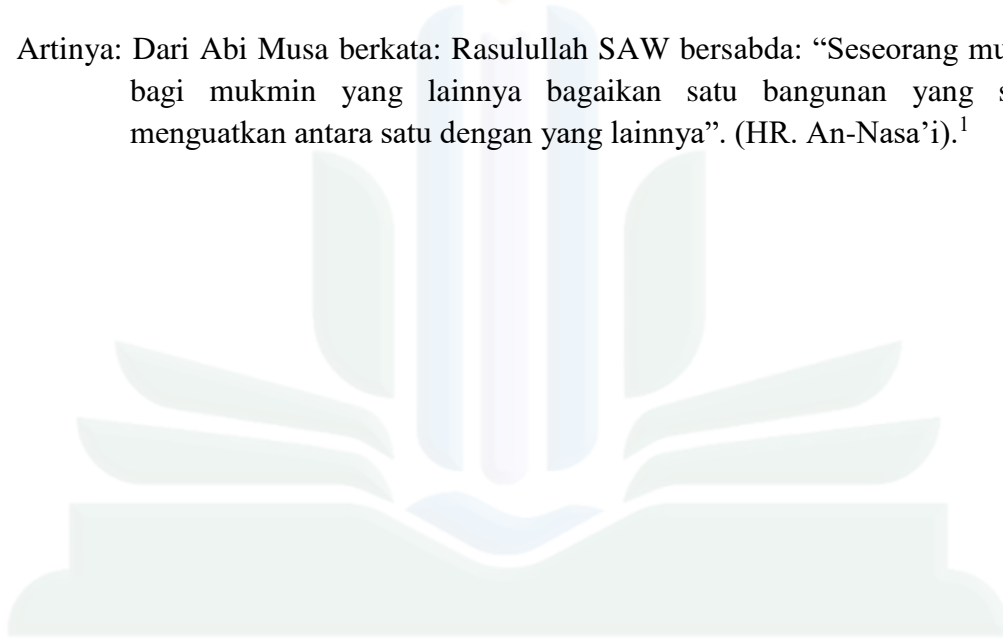 Artinya: Dari Abi Musa berkata: Rasulullah SAW bersabda: “Seseorang
bagi mukmin yang lainnya bagaikan satu bangunan yang
menguatkan antara satu dengan yang lainnya”. (HR. An-Nasa’i).1